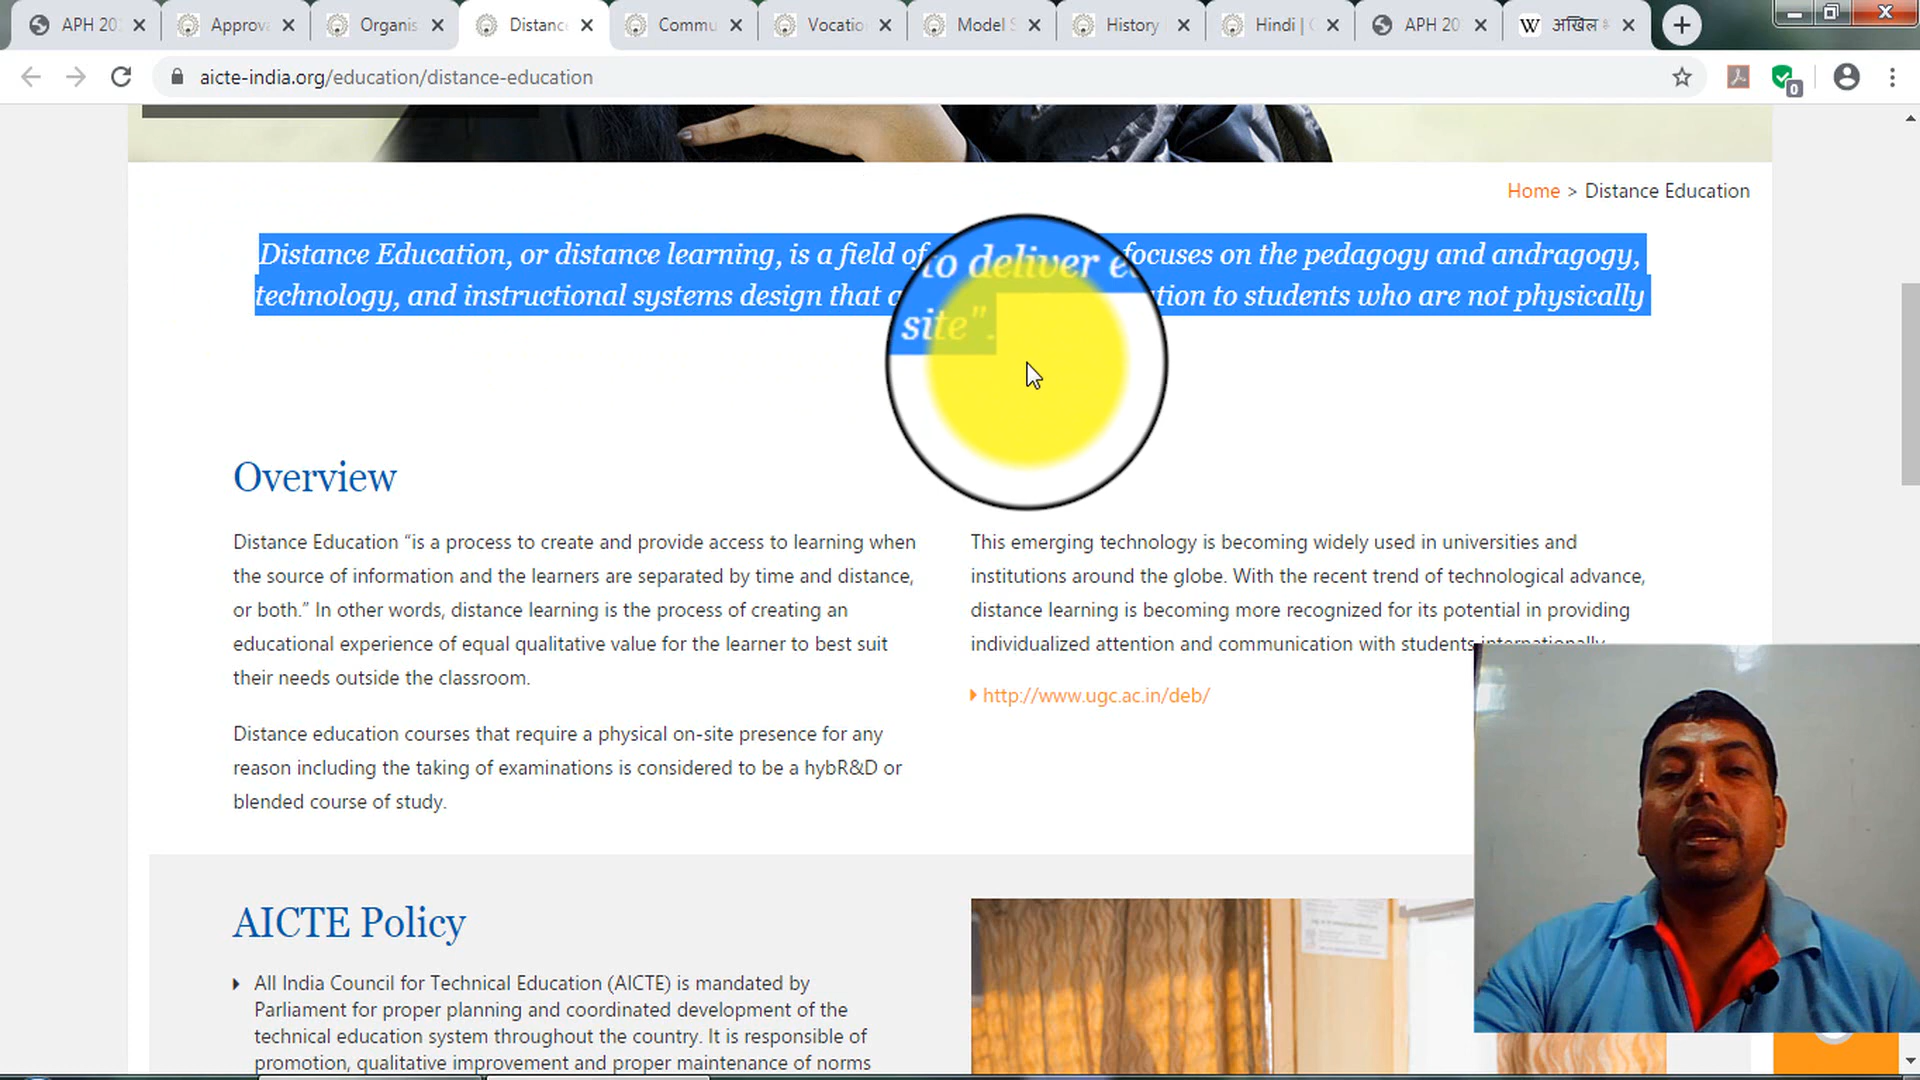 APH 20
Approva
Organis
Distanc
Commu
Vocatio
Model S
History
Hindi | C
APH 20
W अखिल
aicte-india.org/education/distance-education
0
Home > Distance Education
Distance Education, or distance learning, is a field of to deliver focuses on the pedagogy and andragogy,
technology, and instructional systems design that tion to students who are not physically
site".
Overview
Distance Education “is a process to create and provide access to learning when
the source of information and the learners are separated by time and distance,
or both.” In other words, distance learning is the process of creating an
educational experience of equal qualitative value for the learner to best suit
their needs outside the classroom.
Distance education courses that require a physical on-site presence for any
reason including the taking of examinations is considered to be a hybR&D or
blended course of study.
This emerging technology is becoming widely used in universities and
institutions around the globe. With the recent trend of technological advance,
distance learning is becoming more recognized for its potential in providing
individualized attention and communication with students internationally.
http://www.ugc.ac.in/deb/
AICTE Policy
All India Council for Technical Education (AICTE) is mandated by
Parliament for proper planning and coordinated development of the
technical education system throughout the country. It is responsible of
promotion, qualitative improvement and proper maintenance of norms